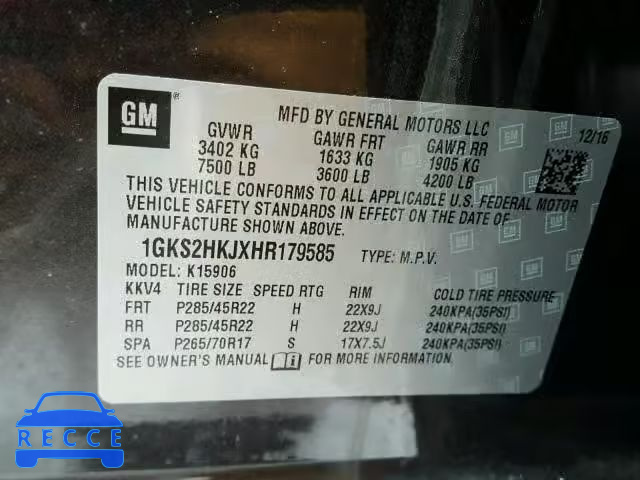 GM ®
MFD BY GENERAL MOTORS LLC
GVWR GAWR FRT GAWR RR 12/16
3402 KG 1633 KG 1905 KG
7500 LB 3600 LB 4200 LB
THIS VEHICLE CONFORMS TO ALL APPLICABLE U.S. FEDERAL MOTOR
VEHICLE SAFETY STANDARDS IN EFFECT ON THE DATE OF
MANUFACTURE SHOWN ABOVE.
1GKS2HKJXHR179585 TYPE: M.P.V.
MODEL: K15906
KKV4 TIRE SIZE SPEED RTG RIM COLD TIRE PRESSURE
FRT P285/45R22 H 22X9J 240KPA(35PSI)
RR P285/45R22 H 22X9J 240KPA(35PSI)
SPA P265/70R17 S 17X7.5J 240KPA(35PSI)
SEE OWNER'S MANUAL FOR MORE INFORMATION.
RECCE